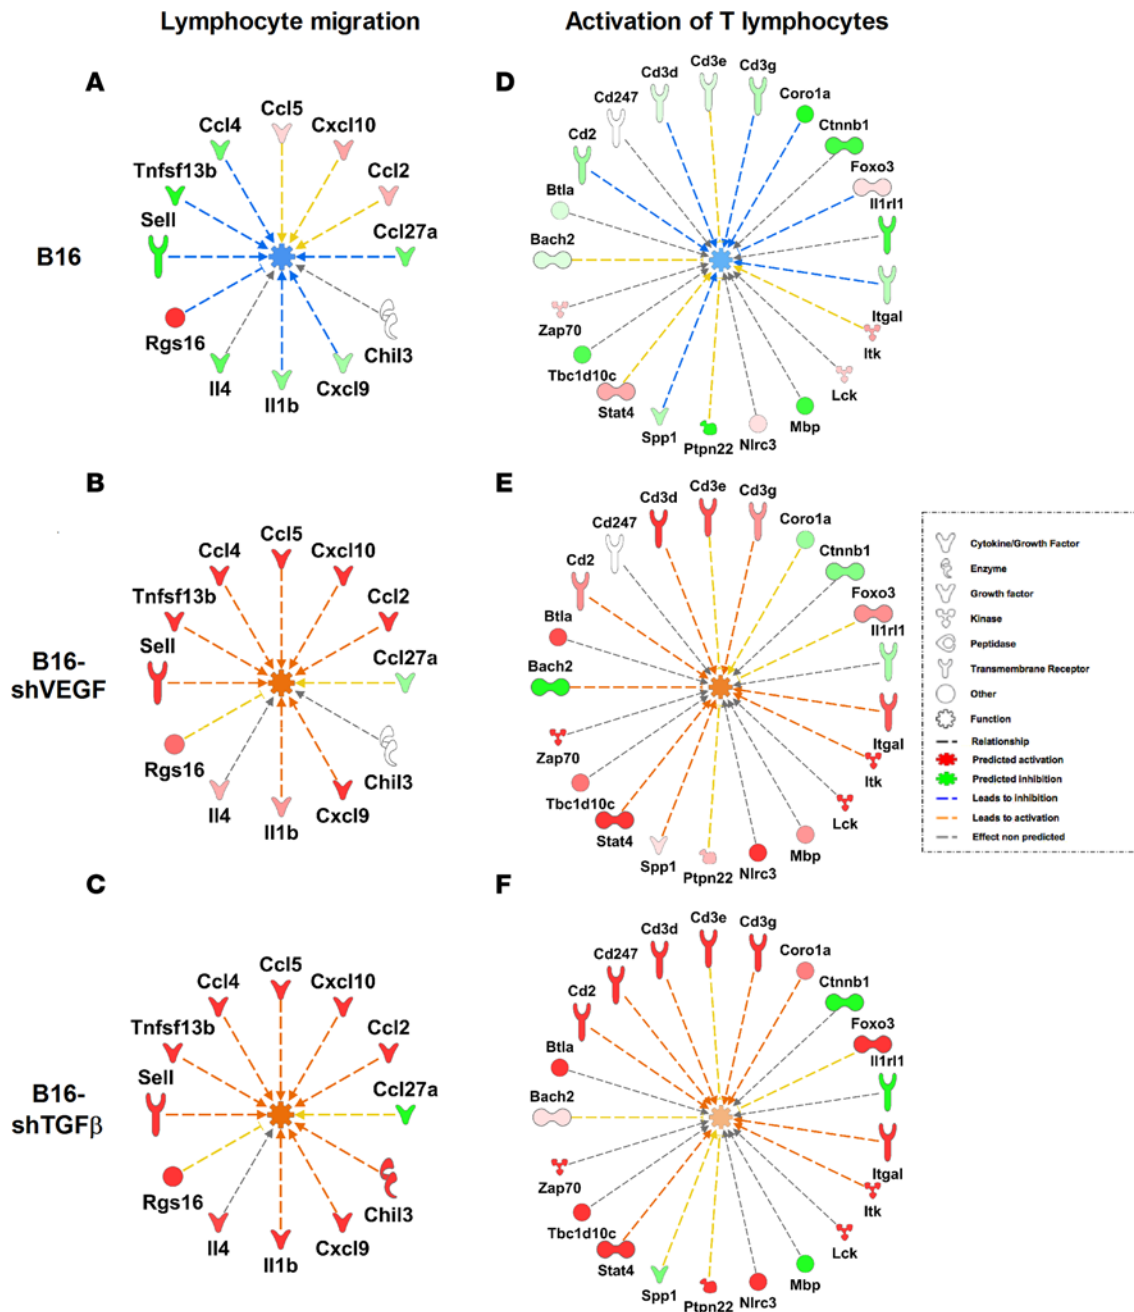 Lymphocyte migration
Activation of T lymphocytes
A
Ccl5
Ccl4
Cxcl10
Tnfsf13b
Ccl2
Sell
Ccl27a
B16
Rgs16
Chil3
Il4
Cxcl9
Il1b
D
Cd3e
Cd3d
Cd3g
Cd247
Coro1a
Cd2
Ctnnb1
Foxo3
Btla
Il1rl1
Bach2
Itgal
Zap70
Itk
Tbc1d10c
Lck
Stat4
Mbp
Spp1
Nlrc3
Ptpn22
B
Ccl5
Ccl4
Cxcl10
Tnfsf13b
Ccl2
Sell
Ccl27a
B16-
shVEGF
Rgs16
Chil3
Il4
Cxcl9
Il1b
E
Cd3e
Cd3d
Cd3g
Cd247
Coro1a
Cd2
Ctnnb1
Foxo3
Btla
Il1rl1
Bach2
Itgal
Zap70
Itk
Tbc1d10c
Lck
Stat4
Mbp
Spp1
Nlrc3
Ptpn22
Cytokine/Growth Factor
Enzyme
Growth factor
Kinase
Peptidase
Transmembrane Receptor
Other
Function
Relationship
Predicted activation
Predicted inhibition
Leads to inhibition
Leads to activation
Effect non predicted
C
Ccl5
Ccl4
Cxcl10
Tnfsf13b
Ccl2
Sell
Ccl27a
B16-
shTGFβ
Rgs16
Chil3
Il4
Cxcl9
Il1b
F
Cd3e
Cd3d
Cd3g
Cd247
Coro1a
Cd2
Ctnnb1
Foxo3
Btla
Il1rl1
Bach2
Itgal
Zap70
Itk
Tbc1d10c
Lck
Stat4
Mbp
Spp1
Nlrc3
Ptpn22